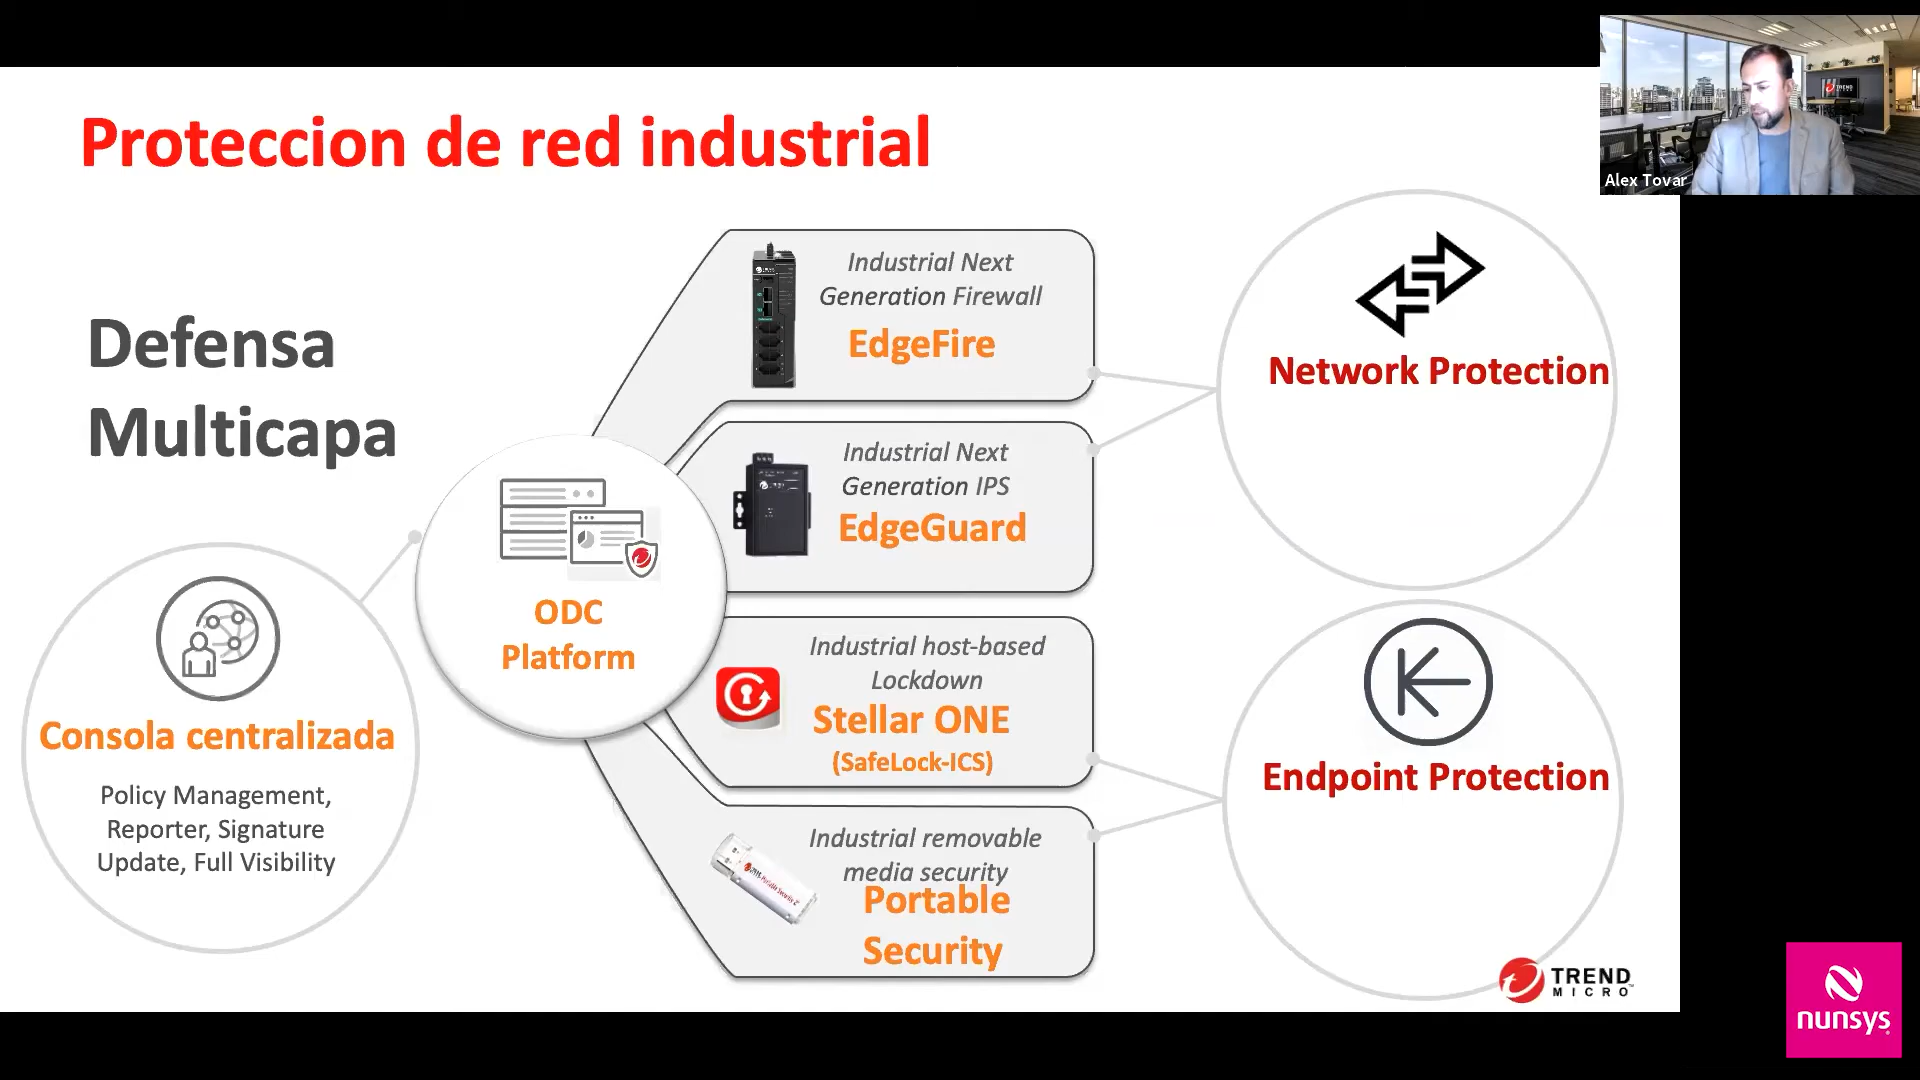 Proteccion de red industrial
Alex Tovar
TREND
Defensa
Multicapa
Industrial Next
Generation Firewall
EdgeFire
Network Protection
Industrial Next
Generation IPS
EdgeGuard
ODC
Platform
Industrial host-based
Lockdown
Stellar ONE
(SafeLock-ICS)
Endpoint Protection
Consola centralizada
Policy Management,
Reporter, Signature
Update, Full Visibility
Industrial removable
media security
Portable
Security
TREND
MICRO
nunsys